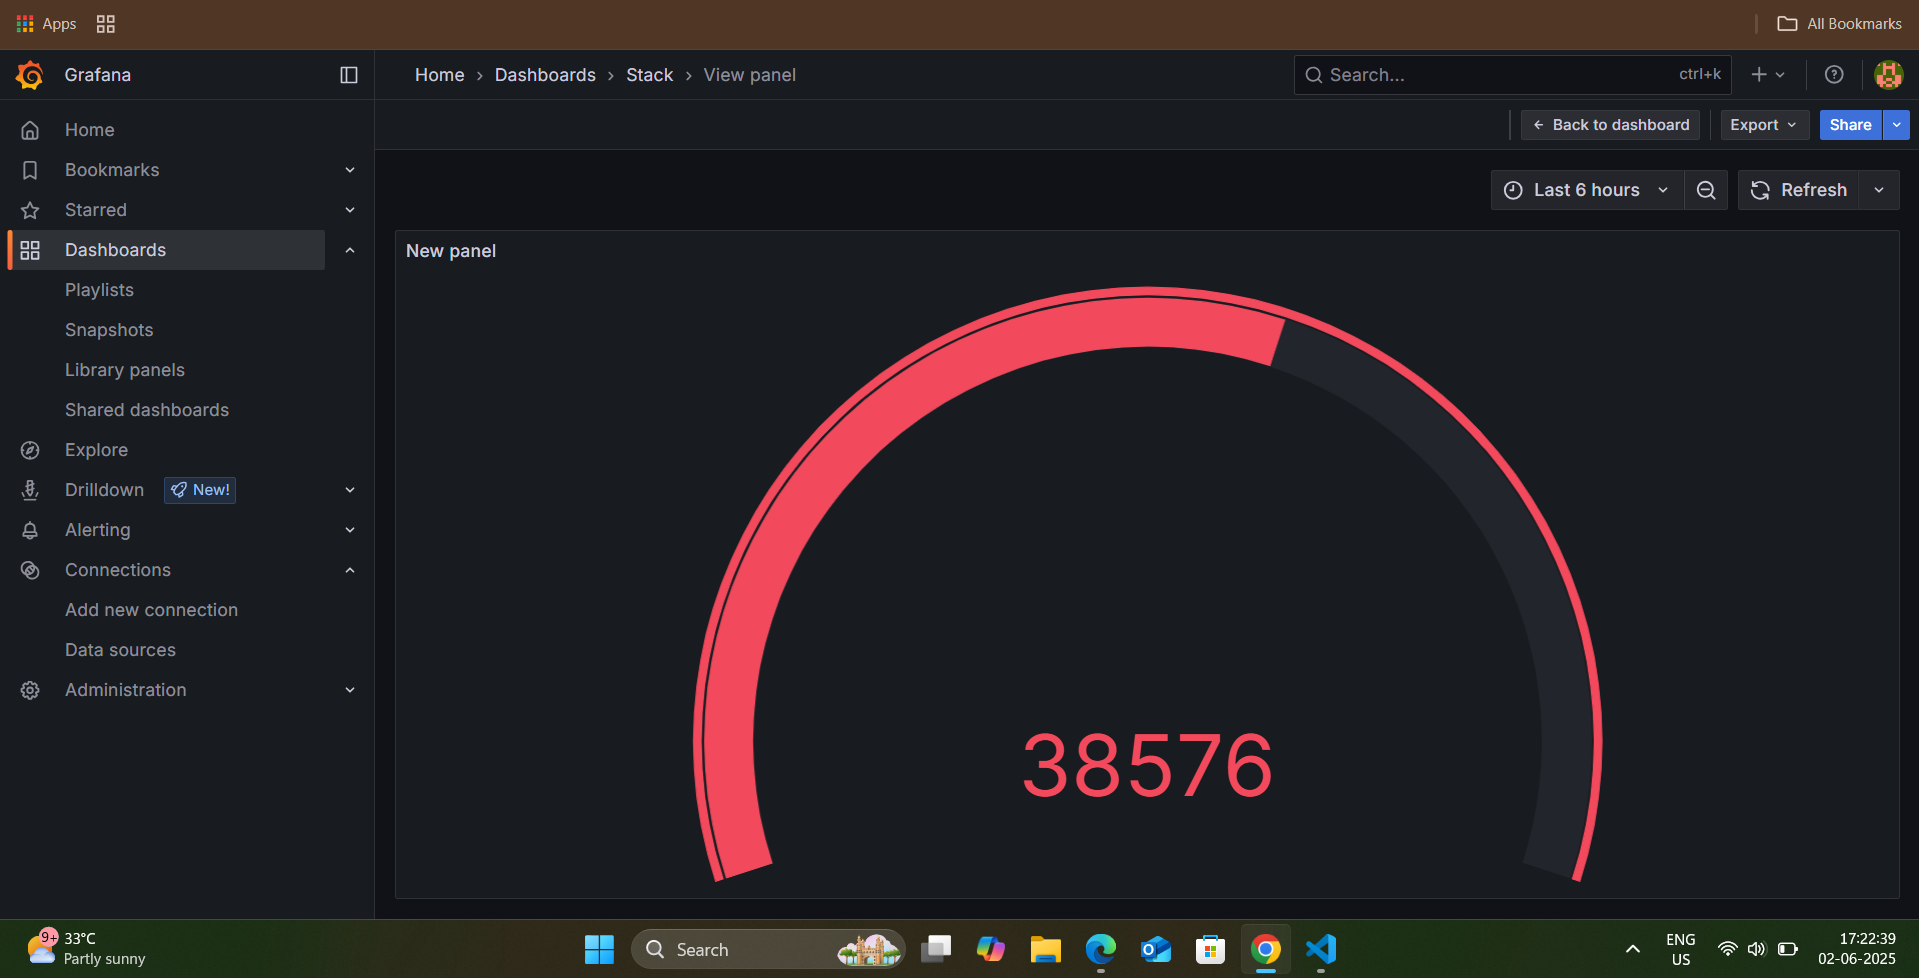 Apps
All Bookmarks
Grafana
Home › Dashboards › Stack › View panel
Search... ctrl+k
Back to dashboard
Export
Share
Home
Bookmarks
Starred
Dashboards
Playlists
Snapshots
Library panels
Shared dashboards
Explore
Drilldown New!
Alerting
Connections
Add new connection
Data sources
Administration
Last 6 hours
Refresh
New panel
38576
9+
33°C
Partly sunny
Search
ENG
US
17:22:39
02-06-2025